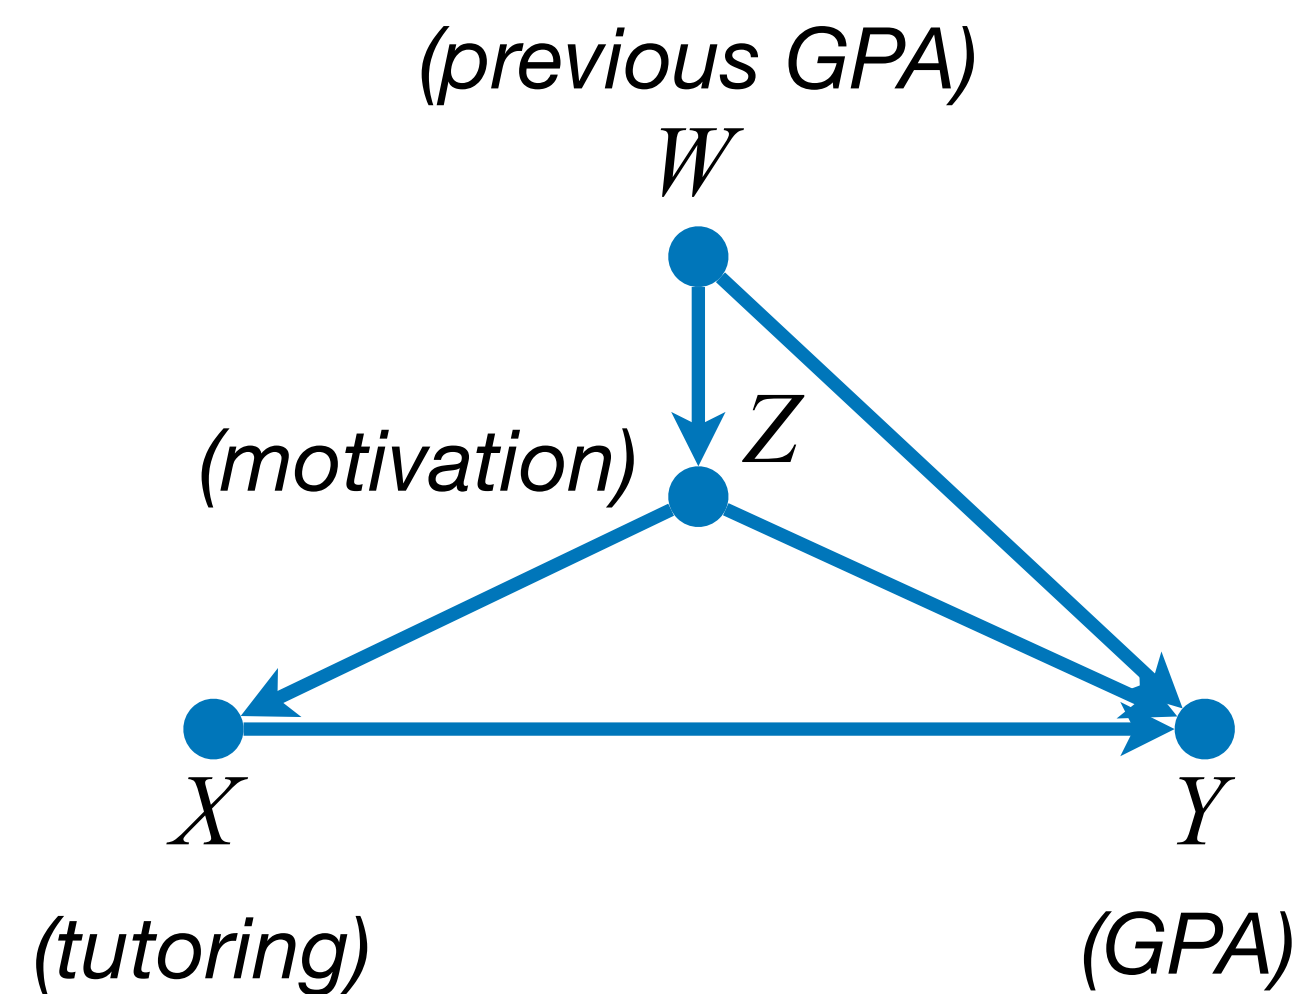 (previous GPA)
W
Z
(motivation)
X
Y
(tutoring)
(GPA)